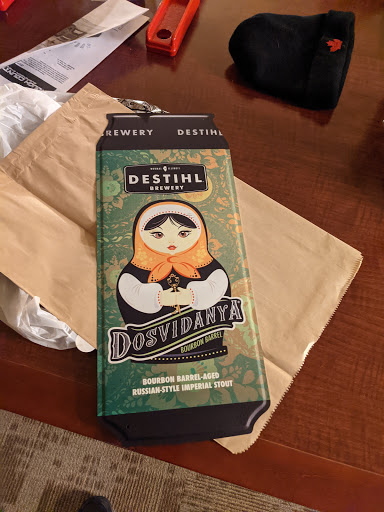 BREWERY DESTIHL
DESTIHL
BREWERY
DOSVIDANYA
BOURBON BARREL
BOURBON BARREL-AGED
RUSSIAN-STYLE IMPERIAL STOUT